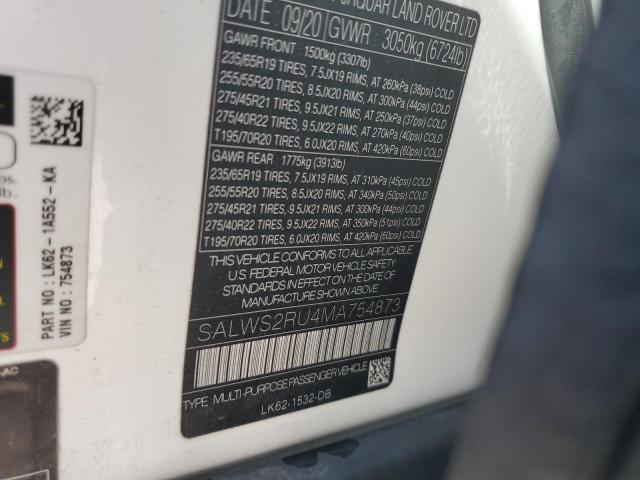 JAGUAR LAND ROVER LTD
DATE 09/20 GVWR 3050kg (6724lb)
GAWR FRONT : 1500kg (3307lb)
235/65R19 TIRES, 7.5JX19 RIMS, AT 260kPa (38psi) COLD
255/55R20 TIRES, 8.5JX20 RIMS, AT 300kPa (44psi) COLD
275/45R21 TIRES, 9.5JX21 RIMS, AT 250kPa (37psi) COLD
275/40R22 TIRES, 9.5JX22 RIMS, AT 270kPa (40psi) COLD
T195/70R20 TIRES, 6.0JX20 RIMS, AT 420kPa (60psi) COLD
GAWR REAR : 1775kg (3913lb)
235/65R19 TIRES, 7.5JX19 RIMS, AT 310kPa (45psi) COLD
255/55R20 TIRES, 8.5JX20 RIMS, AT 340kPa (50psi) COLD
275/45R21 TIRES, 9.5JX21 RIMS, AT 300kPa (44psi) COLD
275/40R22 TIRES, 9.5JX22 RIMS, AT 350kPa (51psi) COLD
T195/70R20 TIRES, 6.0JX20 RIMS, AT 420kPa (60psi) COLD
THIS VEHICLE CONFORMS TO ALL APPLICABLE
U.S FEDERAL MOTOR VEHICLE SAFETY
STANDARDS IN EFFECT ON THE DATE OF
MANUFACTURE SHOWN ABOVE.
SALWS2RU4MA754873
TYPE: MULTI-PURPOSE PASSENGER VEHICLE
LK62-1532-DB
LK62-1A552-KA
VIN NO: 754873
lb.
-AC